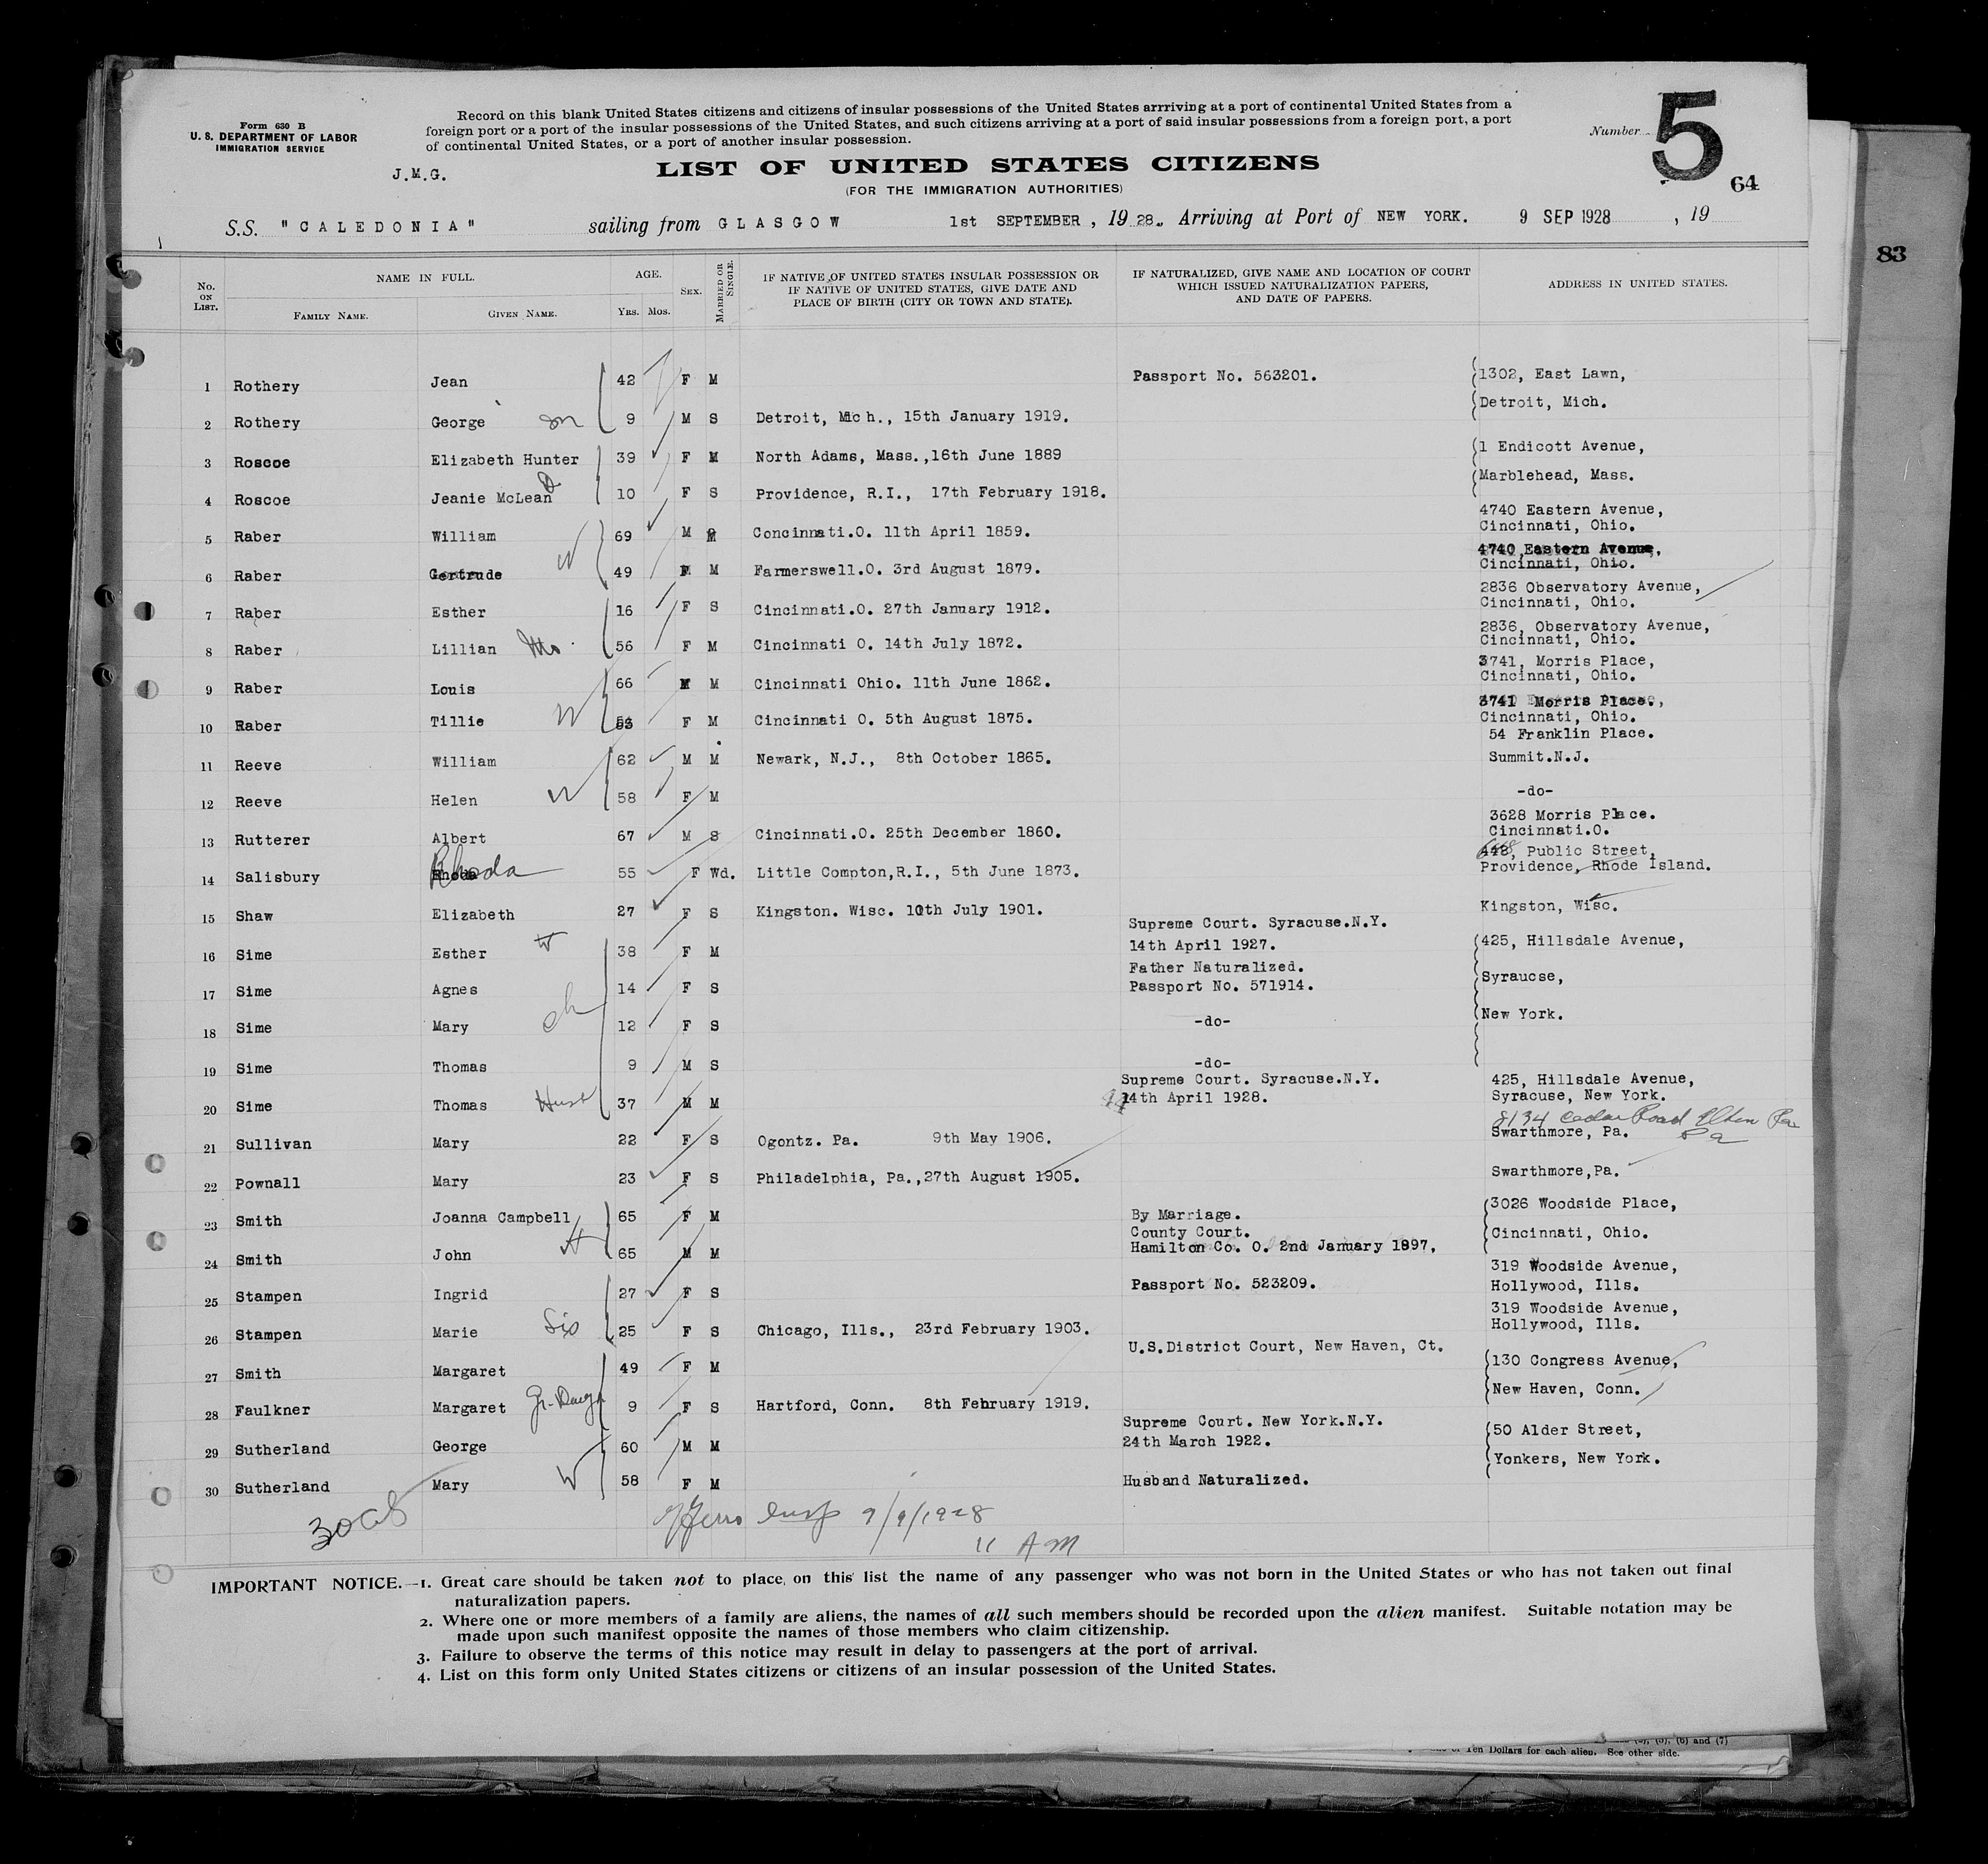 Form 630 B
U. S. DEPARTMENT OF LABOR
IMMIGRATION SERVICE
Record on this blank United States citizens and citizens of insular possessions of the United States arrriving at a port of continental United States from a
foreign port or a port of the insular possessions of the United States, and such citizens arriving at a port of said insular possessions from a foreign port, a port
of continental United States, or a port of another insular possession.
Number 5
64
83
J.M.G.
LIST OF UNITED STATES CITIZENS
(FOR THE IMMIGRATION AUTHORITIES)
S.S. "CALEDONIA" sailing from GLASGOW 1st SEPTEMBER, 1928. Arriving at Port of NEW YORK. 9 SEP 1928, 19
No. ON LIST. NAME IN FULL. AGE. SEX. MARRIED OR SINGLE. IF NATIVE OF UNITED STATES INSULAR POSSESSION OR IF NATIVE OF UNITED STATES, GIVE DATE AND PLACE OF BIRTH (CITY OR TOWN AND STATE). IF NATURALIZED, GIVE NAME AND LOCATION OF COURT WHICH ISSUED NATURALIZATION PAPERS, AND DATE OF PAPERS. ADDRESS IN UNITED STATES.
FAMILY NAME. GIVEN NAME. YRS. MOS.
1 Rothery Jean 42 F M Passport No. 563201. 1302, East Lawn,
Detroit, Mich.
2 Rothery George 9 M S Detroit, Mich., 15th January 1919.
3 Roscoe Elizabeth Hunter 39 F M North Adams, Mass.,16th June 1889 1 Endicott Avenue,
Marblehead, Mass.
4 Roscoe Jeanie McLean D 10 F S Providence, R.I., 17th February 1918.
5 Raber William 69 M M Concinnati.O. 11th April 1859. 4740 Eastern Avenue,
Cincinnati, Ohio.
6 Raber Gertrude W 49 F M Farmerswell.O. 3rd August 1879. 4740 Eastern Avenue,
Cincinnati, Ohio.
7 Raber Esther 16 F S Cincinnati.O. 27th January 1912. 2836 Observatory Avenue,
Cincinnati, Ohio.
8 Raber Lillian Mo 56 F M Cincinnati O. 14th July 1872. 2836, Observatory Avenue,
Cincinnati, Ohio.
9 Raber Louis 66 M M Cincinnati Ohio. 11th June 1862. 3741, Morris Place,
Cincinnati, Ohio.
10 Raber Tillie W 53 F M Cincinnati O. 5th August 1875. 3741 Morris Place.,
Cincinnati, Ohio.
11 Reeve William 62 M M Newark, N.J., 8th October 1865. 54 Franklin Place.
Summit.N.J.
12 Reeve Helen W 58 F M -do-
13 Rutterer Albert 67 M S Cincinnati.O. 25th December 1860. 3628 Morris Place.
Cincinnati.O.
14 Salisbury Rhoda 55 F Wd. Little Compton,R.I., 5th June 1873. Public Street,
Providence, Rhode Island.
15 Shaw Elizabeth 27 F S Kingston. Wisc. 10th July 1901. Kingston, Wisc.
16 Sime Esther W 38 F M Supreme Court. Syracuse.N.Y.
14th April 1927. 425, Hillsdale Avenue,
17 Sime Agnes 14 F S Father Naturalized.
Passport No. 571914. Syraucse,
18 Sime Mary ch 12 F S -do- New York.
19 Sime Thomas 9 M S -do-
20 Sime Thomas Husb 37 M M Supreme Court. Syracuse.N.Y.
14th April 1928. 425, Hillsdale Avenue,
Syracuse, New York.
8134 Cedar Road Pa
21 Sullivan Mary 22 F S Ogontz. Pa. 9th May 1906. Swarthmore, Pa. Pa
22 Pownall Mary 23 F S Philadelphia, Pa.,27th August 1905. Swarthmore,Pa.
23 Smith Joanna Campbell 65 F M By Marriage. 3026 Woodside Place,
Cincinnati, Ohio.
24 Smith John H 65 M M County Court.
Hamilton Co. O. 2nd January 1897.
25 Stampen Ingrid 27 F S Passport No. 523209. 319 Woodside Avenue,
Hollywood, Ills.
26 Stampen Marie Sis 25 F S Chicago, Ills., 23rd February 1903. 319 Woodside Avenue,
Hollywood, Ills.
27 Smith Margaret 49 F M U.S.District Court, New Haven, Ct. 130 Congress Avenue,
New Haven, Conn.
28 Faulkner Margaret Gr-Daug 9 F S Hartford, Conn. 8th February 1919.
29 Sutherland George 60 M M Supreme Court. New York.N.Y.
24th March 1922. 50 Alder Street,
Yonkers, New York.
30 Sutherland Mary W 58 F M Husband Naturalized.
Insp 9/9/1928
11 AM
IMPORTANT NOTICE.—1. Great care should be taken not to place on this list the name of any passenger who was not born in the United States or who has not taken out final
naturalization papers.
2. Where one or more members of a family are aliens, the names of all such members should be recorded upon the alien manifest. Suitable notation may be
made upon such manifest opposite the names of those members who claim citizenship.
3. Failure to observe the terms of this notice may result in delay to passengers at the port of arrival.
4. List on this form only United States citizens or citizens of an insular possession of the United States.
Ten Dollars for each alien. See other side.